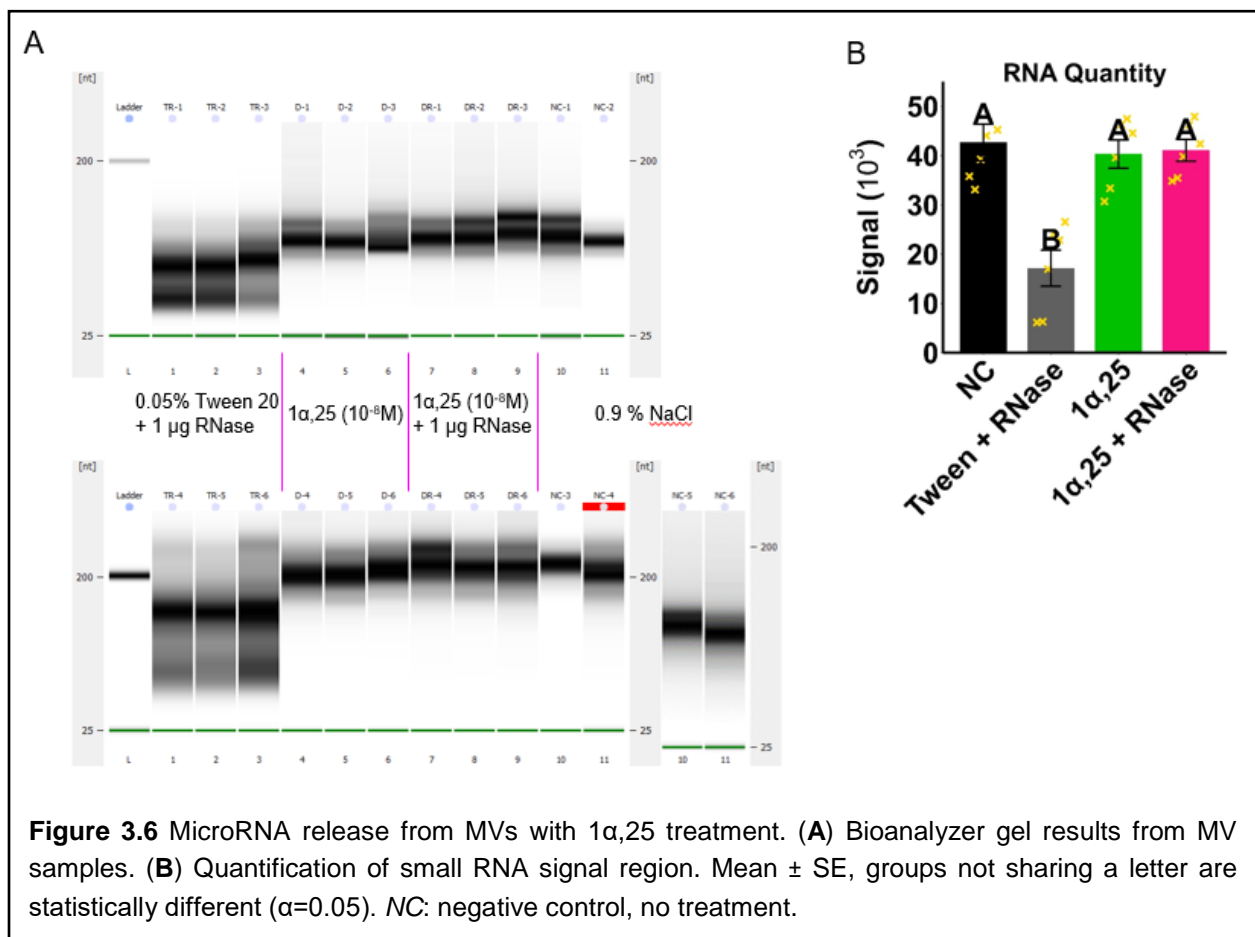 A
[nt]
[nt]
Ladder TR-1 TR-2 TR-3 D-1 D-2 D-3 DR-1 DR-2 DR-3 NC-1 NC-2
200
200
25
25
L 1 2 3 4 5 6 7 8 9 10 11
0.05% Tween 20
+ 1 µg RNase
1α,25 (10⁻⁸M)
1α,25 (10⁻⁸M)
+ 1 µg RNase
0.9 % NaCl
[nt]
[nt]
[nt]
Ladder TR-4 TR-5 TR-6 D-4 D-5 D-6 DR-4 DR-5 DR-6 NC-3 NC-4
NC-5 NC-6
200
200
200
25
25
25
L 1 2 3 4 5 6 7 8 9 10 11
10 11
B
RNA Quantity
Signal (10³)
50
40
30
20
10
0
A
B
A
A
NC
Tween + RNase
1α,25
1α,25 + RNase
Figure 3.6 MicroRNA release from MVs with 1α,25 treatment. (A) Bioanalyzer gel results from MV
samples. (B) Quantification of small RNA signal region. Mean ± SE, groups not sharing a letter are
statistically different (α=0.05). NC: negative control, no treatment.